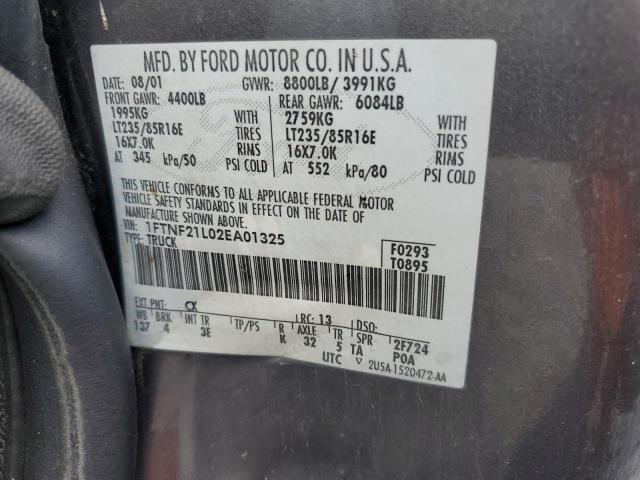 MFD. BY FORD MOTOR CO. IN U.S.A.
DATE: 08/01 GVWR: 8800LB/ 3991KG
FRONT GAWR: 4400LB REAR GAWR: 6084LB
1995KG WITH 2759KG WITH
LT235/85R16E TIRES LT235/85R16E TIRES
16X7.0K RIMS 16X7.0K RIMS
AT 345 kPa/50 PSI COLD AT 552 kPa/80 PSI COLD
THIS VEHICLE CONFORMS TO ALL APPLICABLE FEDERAL MOTOR
VEHICLE SAFETY STANDARDS IN EFFECT ON THE DATE OF
MANUFACTURE SHOWN ABOVE.
VIN: 1FTNF21L02EA01325 F0293
TYPE: TRUCK T0895
EXT PNT: CX RC: 13 DSO:
WB BRK INT TR TP/PS R AXLE TR SPR 2F724
137 4 3E K 32 5 TA POA
UTC ▽ 2USA-1520472-AA